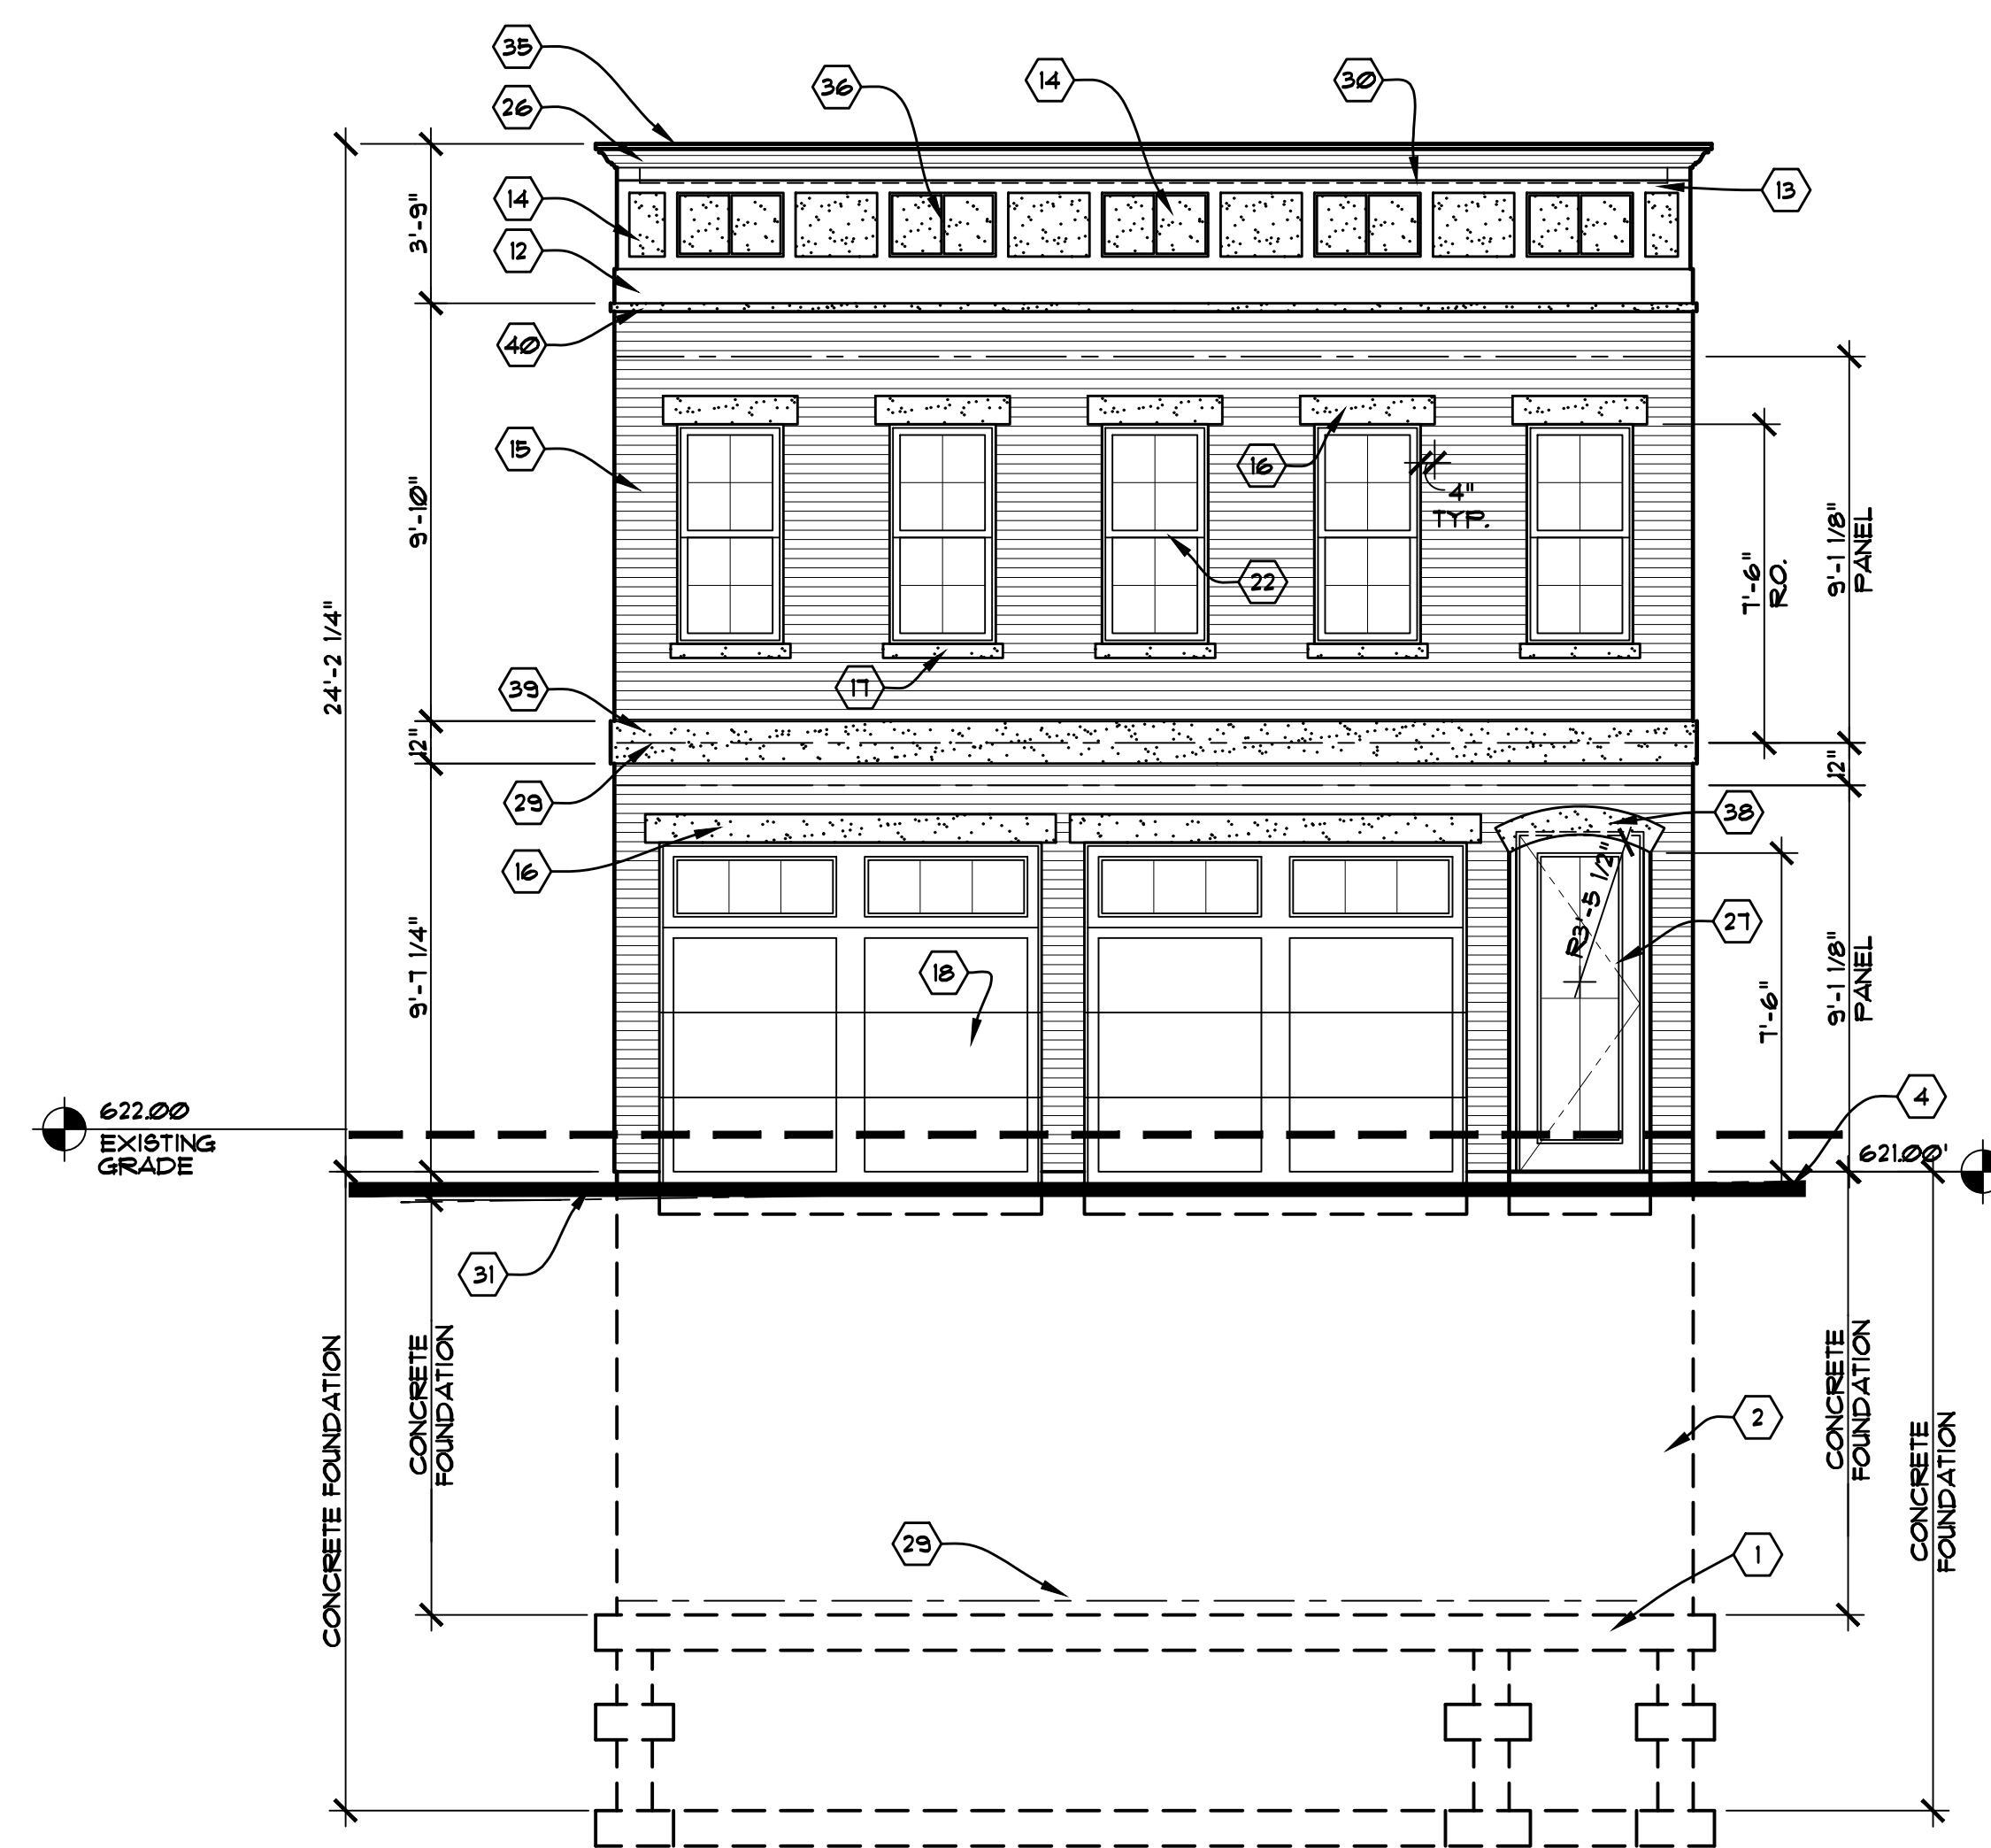 35
36
14
30
26
14
13
3'-9"
12
40
15
16
4"
TYP.
9'-10"
22
7'-6"
R.O.
9'-1 1/8"
PANEL
24'-2 1/4"
39
17
12"
12"
29
38
16
R3'-5 1/2"
27
18
9'-7 1/4"
7'-6"
9'-1 1/8"
PANEL
4
622.00
EXISTING
GRADE
621.00'
31
CONCRETE FOUNDATION
CONCRETE
FOUNDATION
CONCRETE
FOUNDATION
2
CONCRETE
FOUNDATION
29
1